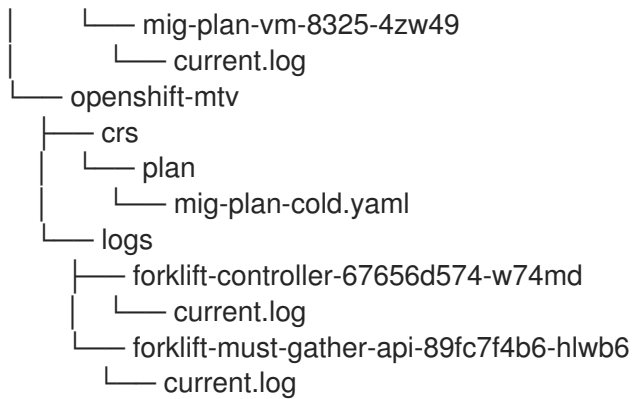 │   └── mig-plan-vm-8325-4zw49
│       └── current.log
└── openshift-mtv
    ├── crs
    │   └── plan
    │       └── mig-plan-cold.yaml
    └── logs
        ├── forklift-controller-67656d574-w74md
        │   └── current.log
        └── forklift-must-gather-api-89fc7f4b6-hlwb6
            └── current.log